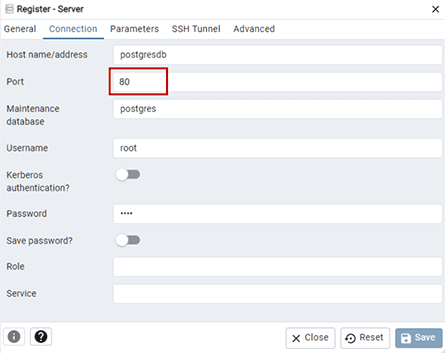 Register - Server
General Connection Parameters SSH Tunnel Advanced
Host name/address postgresdb
Port 80
Maintenance database postgres
Username root
Kerberos authentication?
Password ••••
Save password?
Role
Service
Close Reset Save